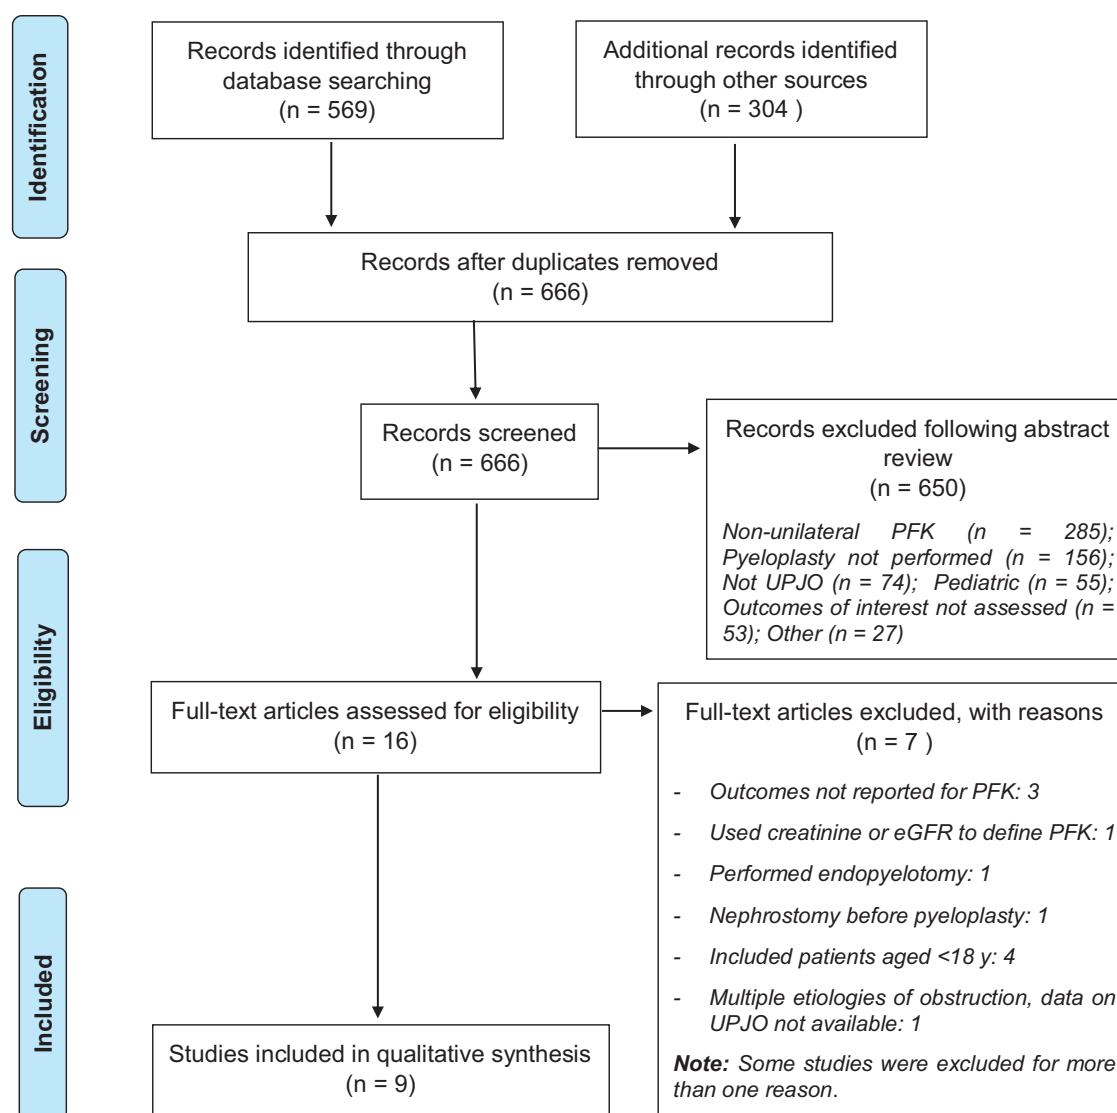 Identification
Records identified through
database searching
(n = 569)
Additional records identified
through other sources
(n = 304 )
Records after duplicates removed
(n = 666)
Screening
Records screened
(n = 666)
Records excluded following abstract
review
(n = 650)
Non-unilateral PFK (n = 285);
Pyeloplasty not performed (n = 156);
Not UPJO (n = 74); Pediatric (n = 55);
Outcomes of interest not assessed (n =
53); Other (n = 27)
Eligibility
Full-text articles assessed for eligibility
(n = 16)
Full-text articles excluded, with reasons
(n = 7 )
- Outcomes not reported for PFK: 3
- Used creatinine or eGFR to define PFK: 1
- Performed endopyelotomy: 1
- Nephrostomy before pyeloplasty: 1
- Included patients aged <18 y: 4
- Multiple etiologies of obstruction, data on
UPJO not available: 1
Note: Some studies were excluded for more
than one reason.
Included
Studies included in qualitative synthesis
(n = 9)